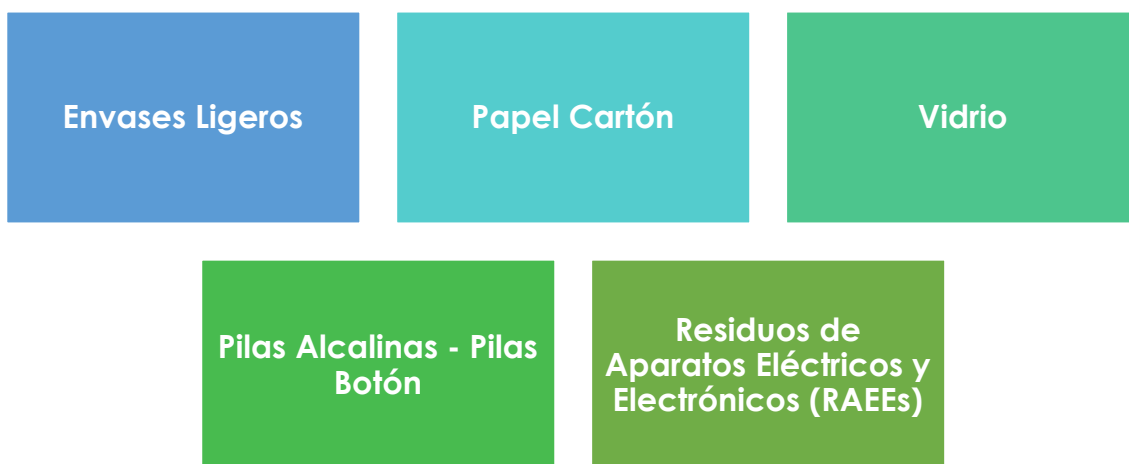 Envases Ligeros
Papel Cartón
Vidrio
Pilas Alcalinas - Pilas
Botón
Residuos de
Aparatos Eléctricos y
Electrónicos (RAEEs)